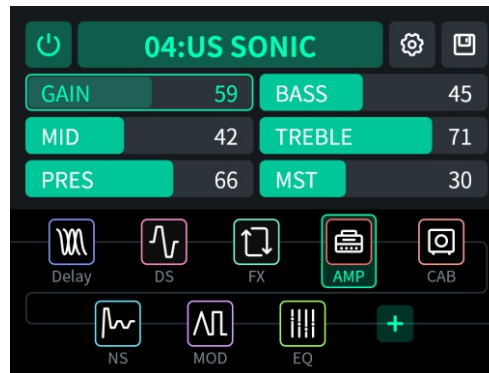 04:US SONIC
GAIN 59 BASS 45
MID 42 TREBLE 71
PRES 66 MST 30
Delay DS FX AMP CAB
NS MOD EQ +